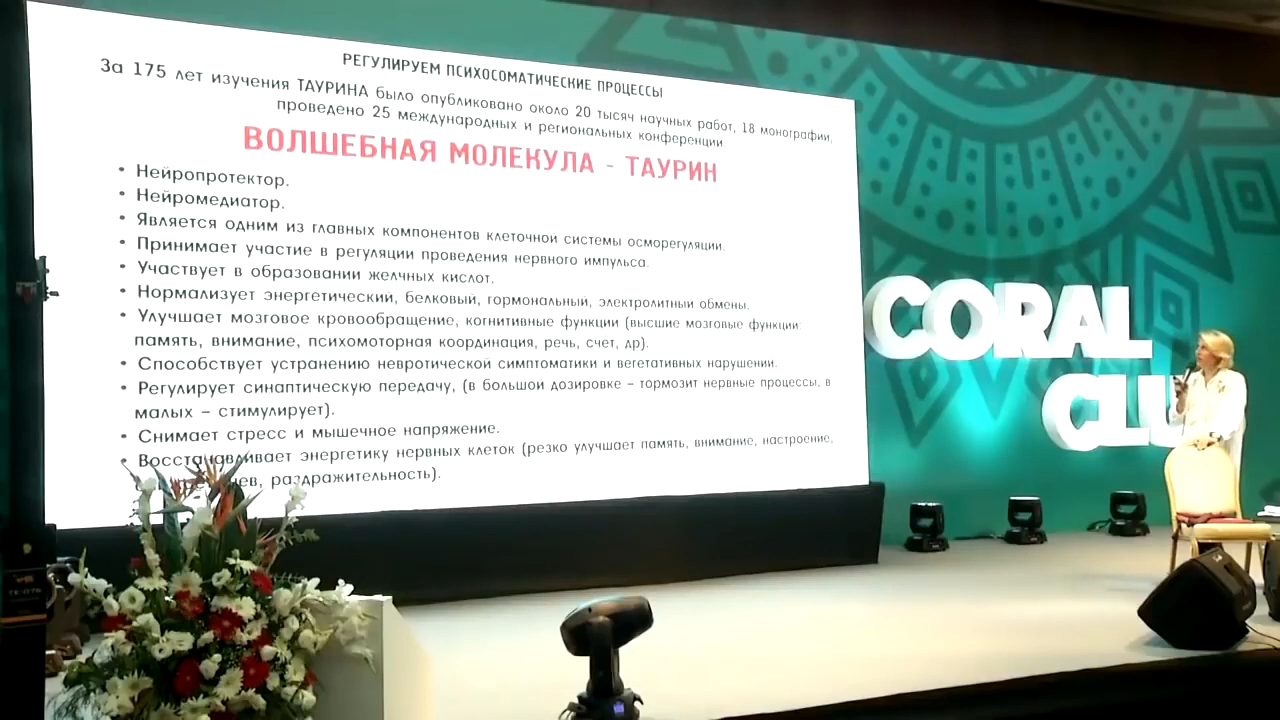 РЕГУЛИРУЕМ ПСИХОСОМАТИЧЕСКИЕ ПРОЦЕССЫ
За 175 лет изучения ТАУРИНА было опубликовано около 20 тысяч научных работ, 18 монографии,
проведено 25 международных и региональных конференции
ВОЛШЕБНАЯ МОЛЕКУЛА - ТАУРИН
• Нейропротектор.
• Нейромедиатор.
• Является одним из главных компонентов клеточной системы осморегуляции.
• Принимает участие в регуляции проведения нервного импульса.
• Участвует в образовании желчных кислот.
• Нормализует энергетический, белковый, гормональный, электролитный обмены.
• Улучшает мозговое кровообращение, когнитивные функции (высшие мозговые функции:
память, внимание, психомоторная координация, речь, счет, др).
• Способствует устранению невротической симптоматики и вегетативных нарушении.
• Регулирует синаптическую передачу, (в большой дозировке – тормозит нервные процессы, в
малых – стимулирует).
• Снимает стресс и мышечное напряжение.
• Восстанавливает энергетику нервных клеток (резко улучшает память, внимание, настроение,
раздражительность).
CORAL
CLU